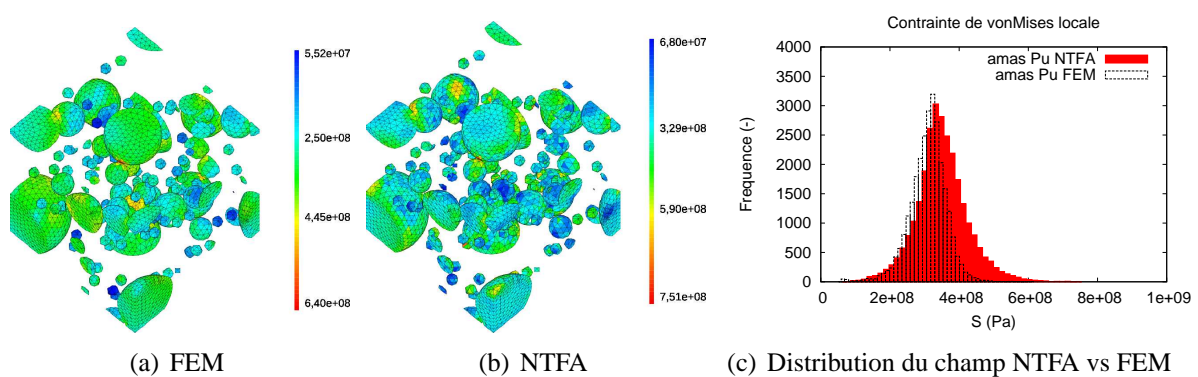 5,52e+07
2,50e+08
4,45e+08
6,40e+08
(a) FEM
6,80e+07
3,29e+08
5,90e+08
7,51e+08
(b) NTFA
Contrainte de vonMises locale
amas Pu NTFA
amas Pu FEM
Frequence (-)
4000
3500
3000
2500
2000
1500
1000
500
0
0 2e+08 4e+08 6e+08 8e+08 1e+09
S (Pa)
(c) Distribution du champ NTFA vs FEM